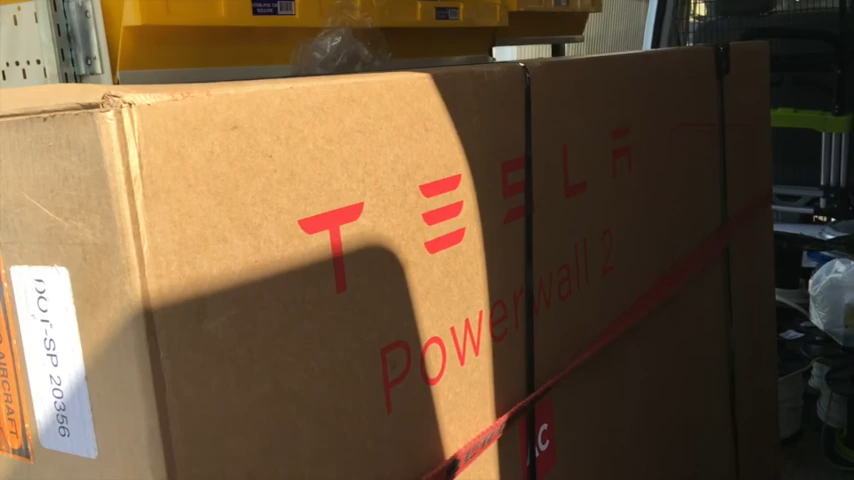 TESLA
Powerwall 2
AC
DOT-SP 20356
AIRCRAFT